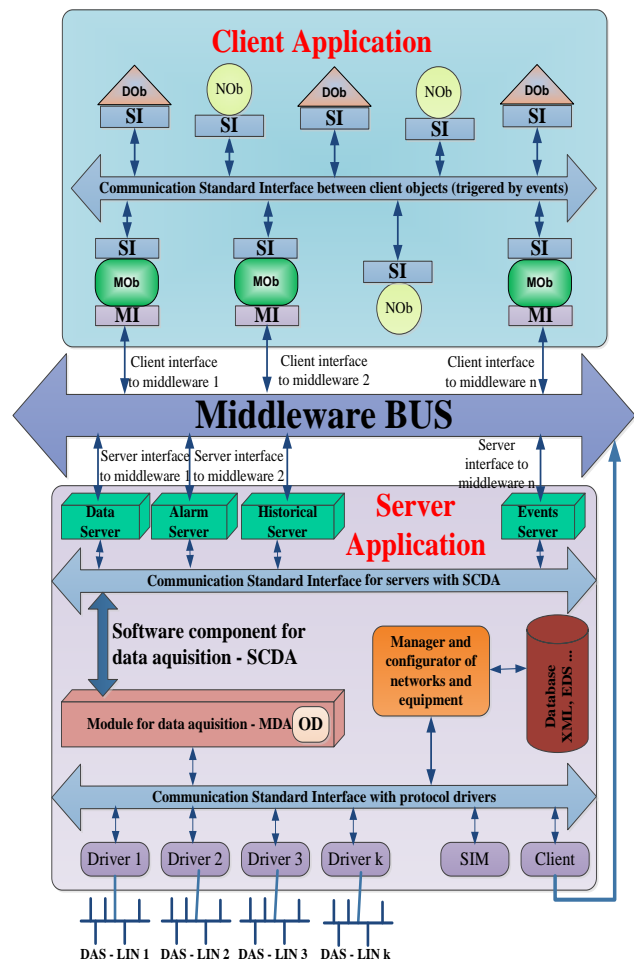 Client Application
DOb
NOb
DOb
NOb
DOb
SI
SI
SI
SI
SI
Communication Standard Interface between client objects (trigered by events)
SI
SI
SI
SI
MOb
MOb
NOb
MOb
MI
MI
MI
Client interface
to middleware 1
Client interface
to middleware 2
Client interface
to middleware n
Middleware BUS
Server interface
to middleware 1
Server interface
to middleware 2
Server
interface to
middleware n
Data
Server
Alarm
Server
Historical
Server
Server
Application
Events
Server
Communication Standard Interface for servers with SCDA
Software component for
data aquisition - SCDA
Manager and
configurator of
networks and
equipment
Database
XML, EDS ...
Module for data aquisition - MDA
OD
Communication Standard Interface with protocol drivers
Driver 1
Driver 2
Driver 3
Driver k
SIM
Client
DAS - LIN 1
DAS - LIN 2
DAS - LIN 3
DAS - LIN k